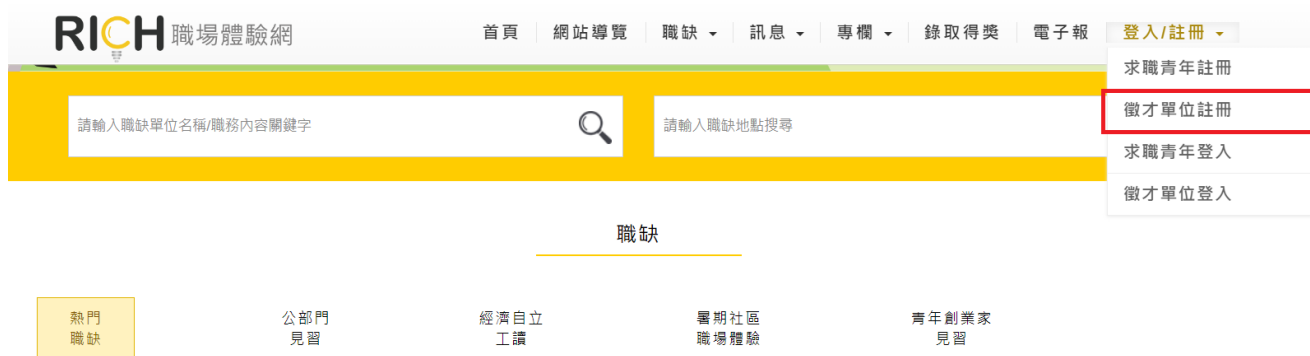 RICH 職場體驗網
首頁 網站導覽 職缺 訊息 專欄 錄取得獎 電子報 登入/註冊
求職青年註冊
徵才單位註冊
求職青年登入
徵才單位登入
請輸入職缺單位名稱/職務內容關鍵字
請輸入職缺地點搜尋
職缺
熱門
職缺
公部門
見習
經濟自立
工讀
暑期社區
職場體驗
青年創業家
見習